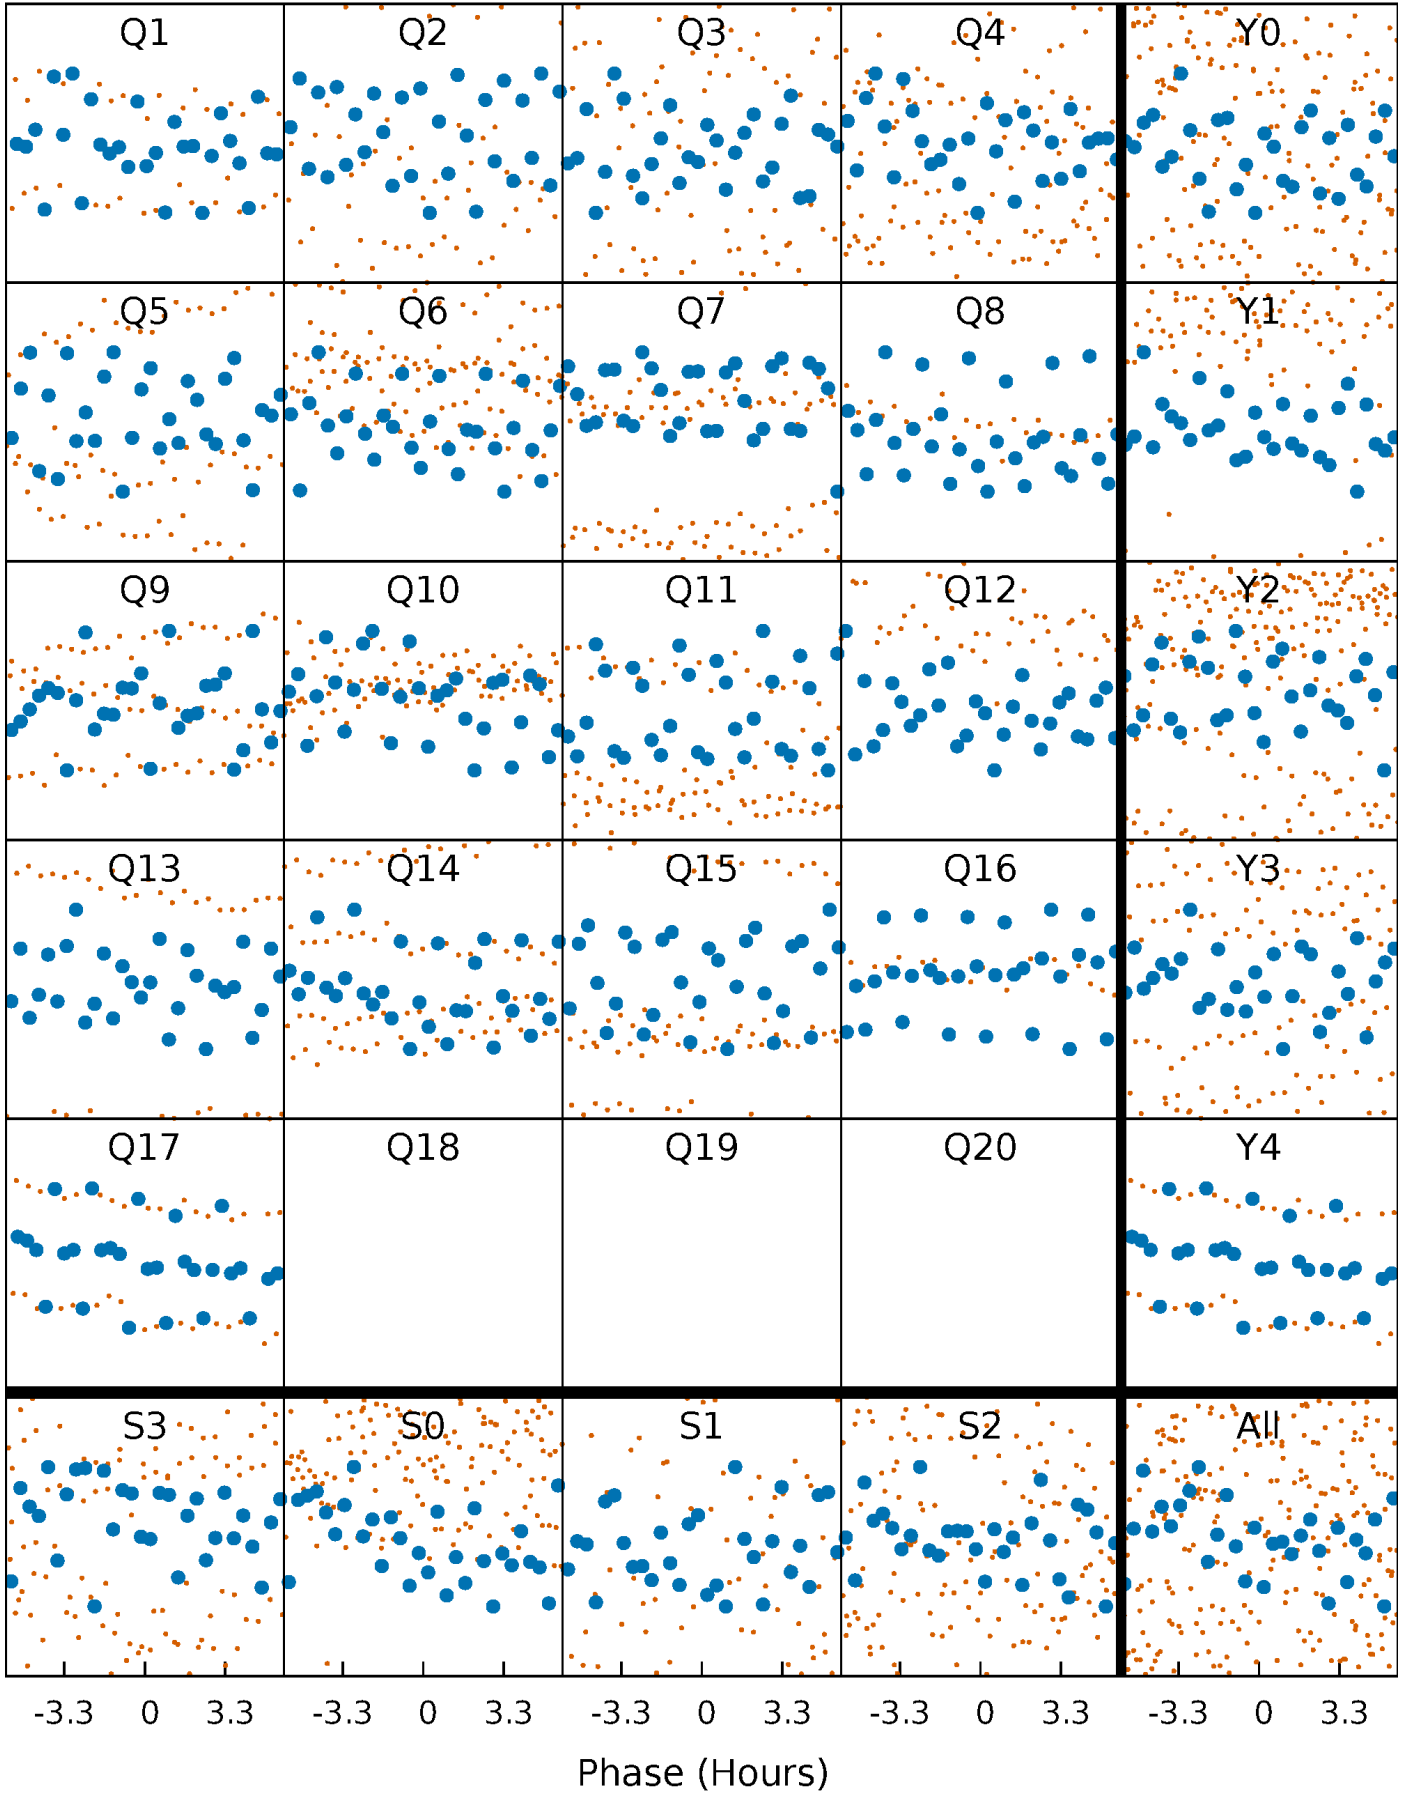 Q1 Q2 Q3 Q4 Y0
Q5 Q6 Q7 Q8 Y1
Q9 Q10 Q11 Q12 Y2
Q13 Q14 Q15 Q16 Y3
Q17 Q18 Q19 Q20 Y4
S3 S0 S1 S2 All
-3.3 0 3.3 -3.3 0 3.3 -3.3 0 3.3 -3.3 0 3.3 -3.3 0 3.3
Phase (Hours)